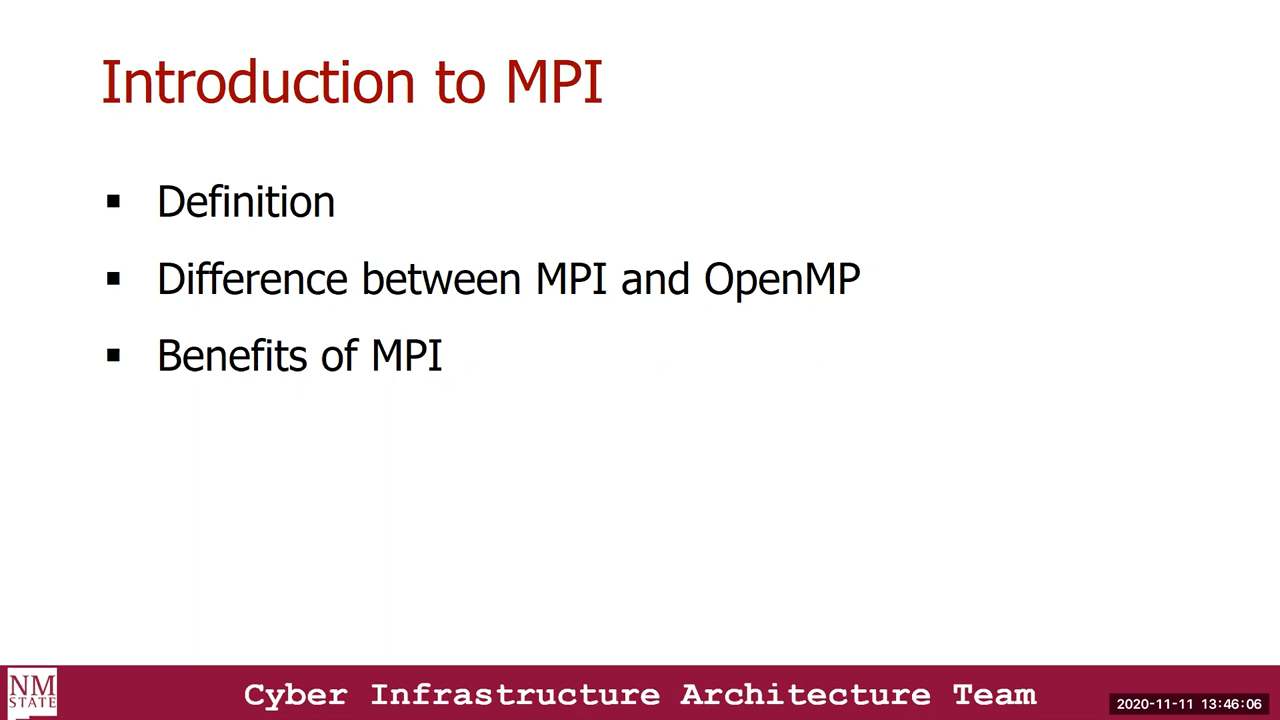 Introduction to MPI
▪ Definition
▪ Difference between MPI and OpenMP
▪ Benefits of MPI
NM
STATE
Cyber Infrastructure Architecture Team
2020-11-11 13:46:06